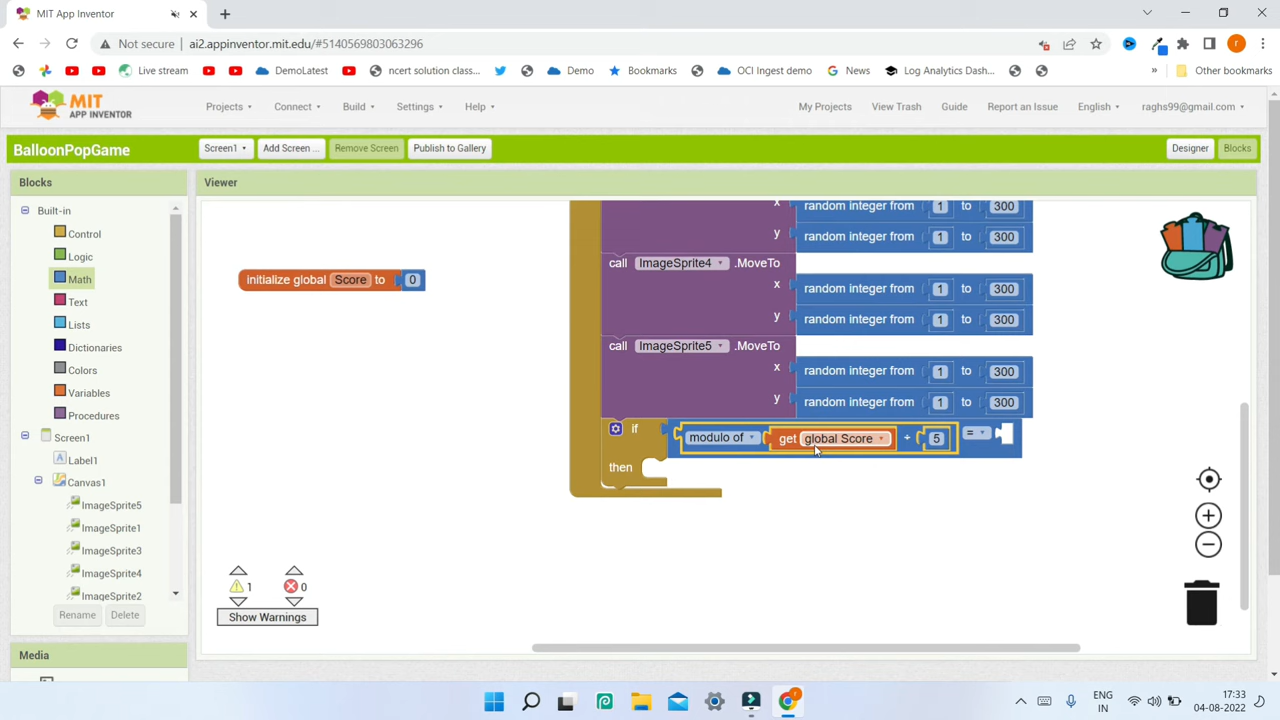 MIT App Inventor
Not secure | ai2.appinventor.mit.edu/#5140569803063296
r
Live stream
DemoLatest
ncert solution class...
Demo
Bookmarks
OCI Ingest demo
News
Log Analytics Dash...
»
Other bookmarks
MIT
APP INVENTOR
Projects
Connect
Build
Settings
Help
My Projects
View Trash
Guide
Report an Issue
English
raghs99@gmail.com
BalloonPopGame
Screen1
Add Screen ...
Remove Screen
Publish to Gallery
Designer
Blocks
Blocks
Viewer
Built-in
Control
Logic
Math
Text
Lists
Dictionaries
Colors
Variables
Procedures
Screen1
Label1
Canvas1
ImageSprite5
ImageSprite1
ImageSprite3
ImageSprite4
ImageSprite2
Rename
Delete
Media
initialize global Score to 0
x random integer from 1 to 300
y random integer from 1 to 300
call ImageSprite4 .MoveTo
x random integer from 1 to 300
y random integer from 1 to 300
call ImageSprite5 .MoveTo
x random integer from 1 to 300
y random integer from 1 to 300
if modulo of get global Score ÷ 5 =
then
1
0
Show Warnings
ENG
IN
17:33
04-08-2022